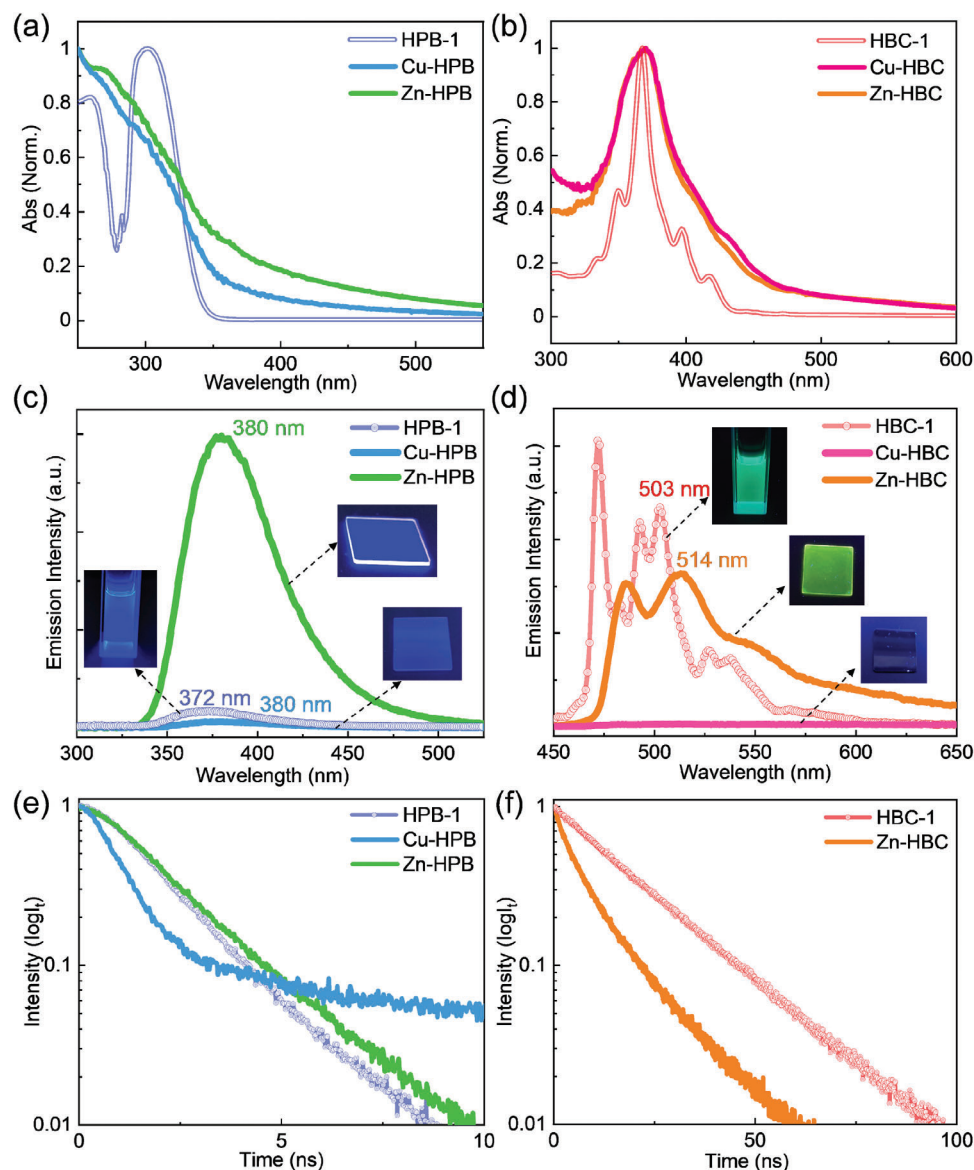 (a)
HPB-1
Cu-HPB
Zn-HPB
1
0.8
0.6
0.4
0.2
0
Abs (Norm.)
300
400
500
Wavelength (nm)
(b)
HBC-1
Cu-HBC
Zn-HBC
1
0.8
0.6
0.4
0.2
0
Abs (Norm.)
300
400
500
600
Wavelength (nm)
(c)
380 nm
HPB-1
Cu-HPB
Zn-HPB
372 nm
380 nm
Emission Intensity (a.u.)
300
350
400
450
500
Wavelength (nm)
(d)
HBC-1
Cu-HBC
Zn-HBC
503 nm
514 nm
Emission Intensity (a.u.)
450
500
550
600
650
Wavelength (nm)
(e)
HPB-1
Cu-HPB
Zn-HPB
1
0.1
0.01
Intensity (logIt)
0
5
10
Time (ns)
(f)
HBC-1
Zn-HBC
1
0.1
0.01
Intensity (logIt)
0
50
100
Time (ns)